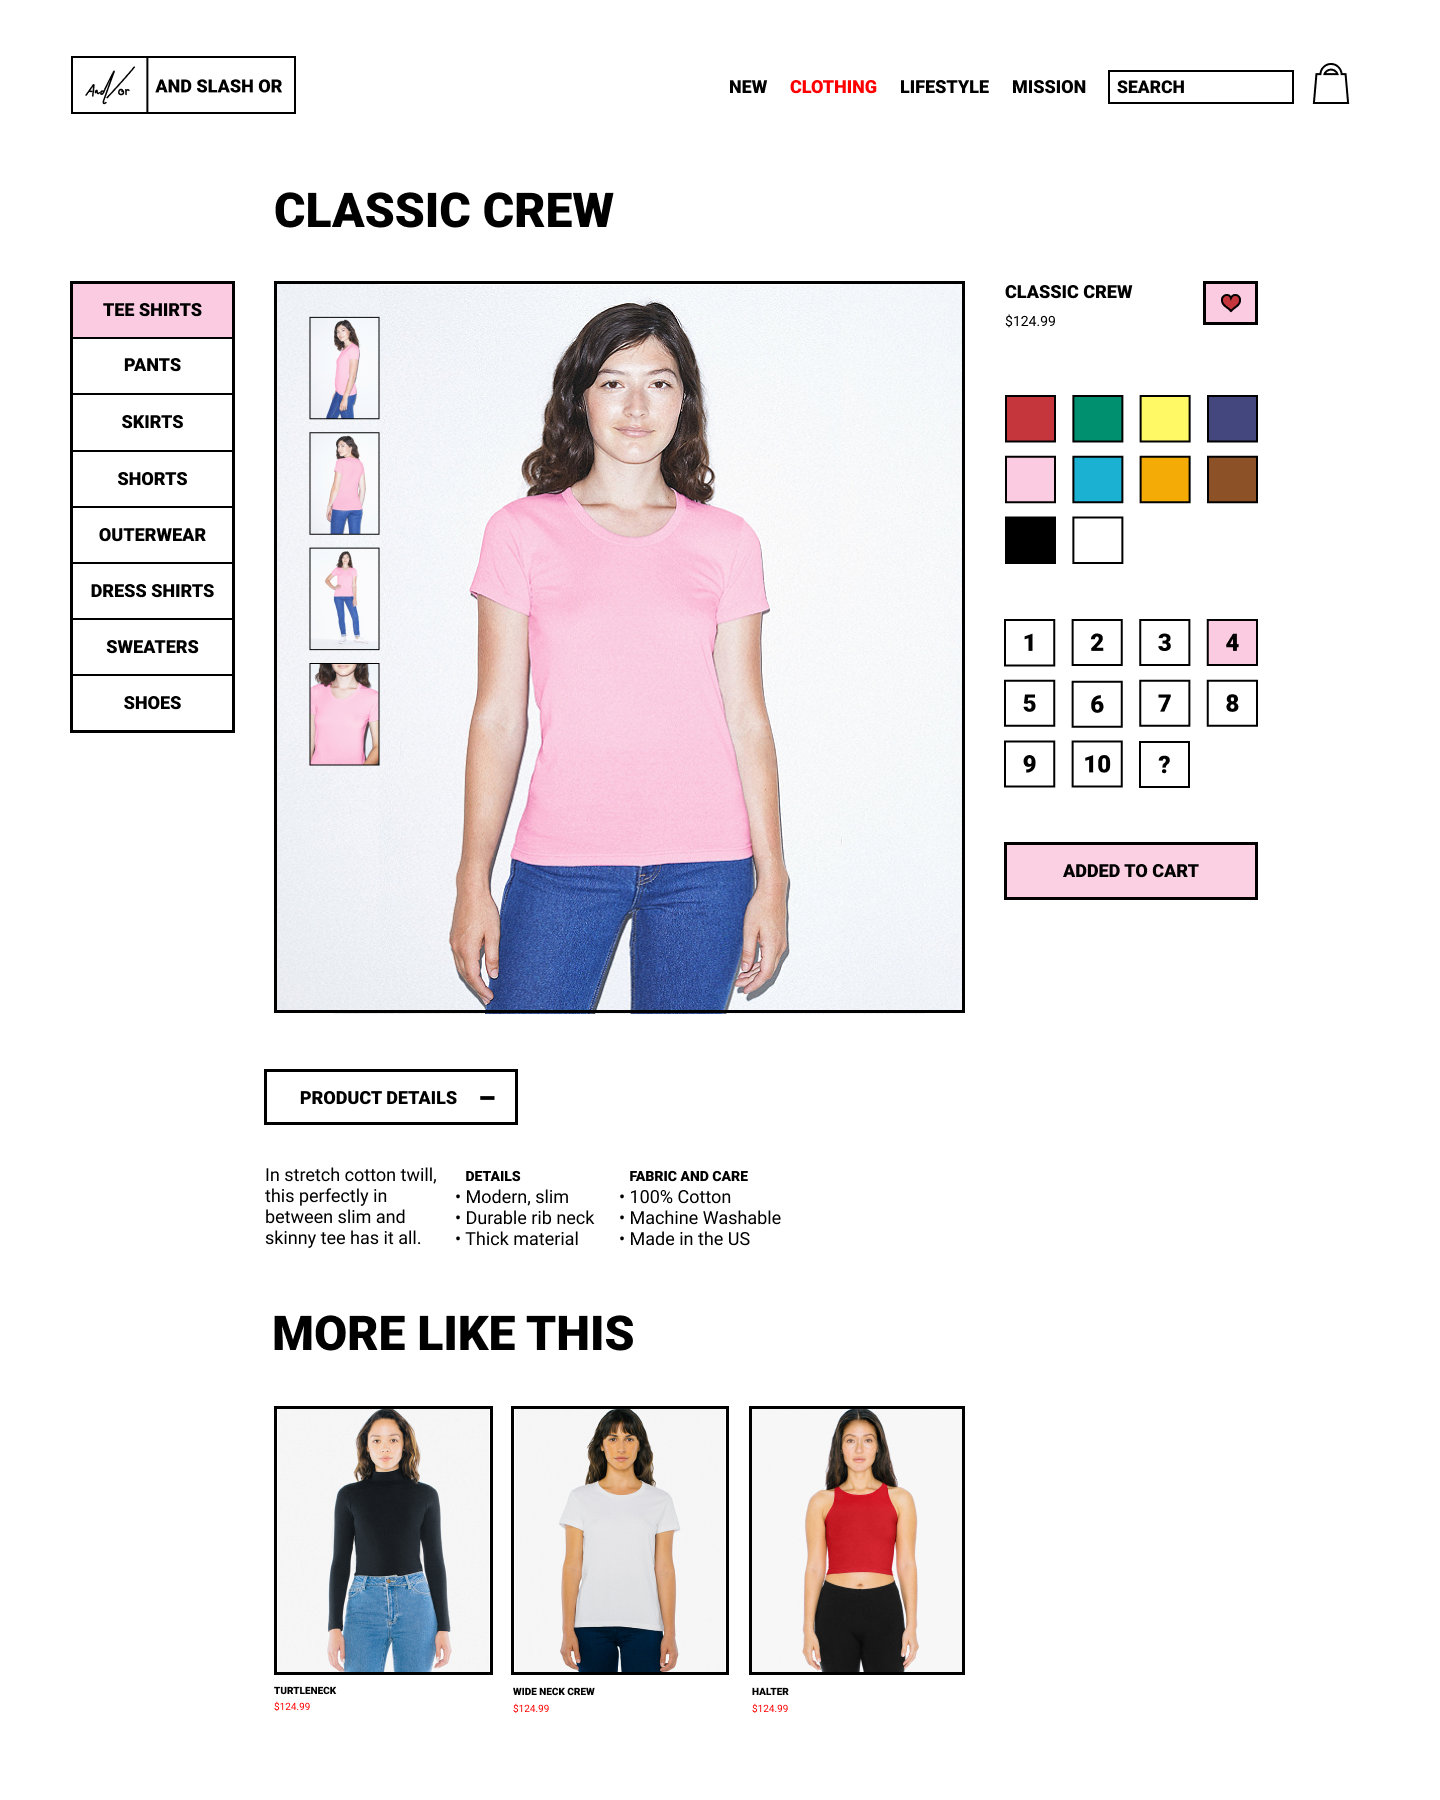 And/or
AND SLASH OR
NEW
CLOTHING
LIFESTYLE
MISSION
SEARCH
CLASSIC CREW
TEE SHIRTS
PANTS
SKIRTS
SHORTS
OUTERWEAR
DRESS SHIRTS
SWEATERS
SHOES
CLASSIC CREW
$124.99
1 2 3 4
5 6 7 8
9 10 ?
ADDED TO CART
PRODUCT DETAILS –
In stretch cotton twill,
this perfectly in
between slim and
skinny tee has it all.
DETAILS
• Modern, slim
• Durable rib neck
• Thick material
FABRIC AND CARE
• 100% Cotton
• Machine Washable
• Made in the US
MORE LIKE THIS
TURTLENECK
$124.99
WIDE NECK CREW
$124.99
HALTER
$124.99